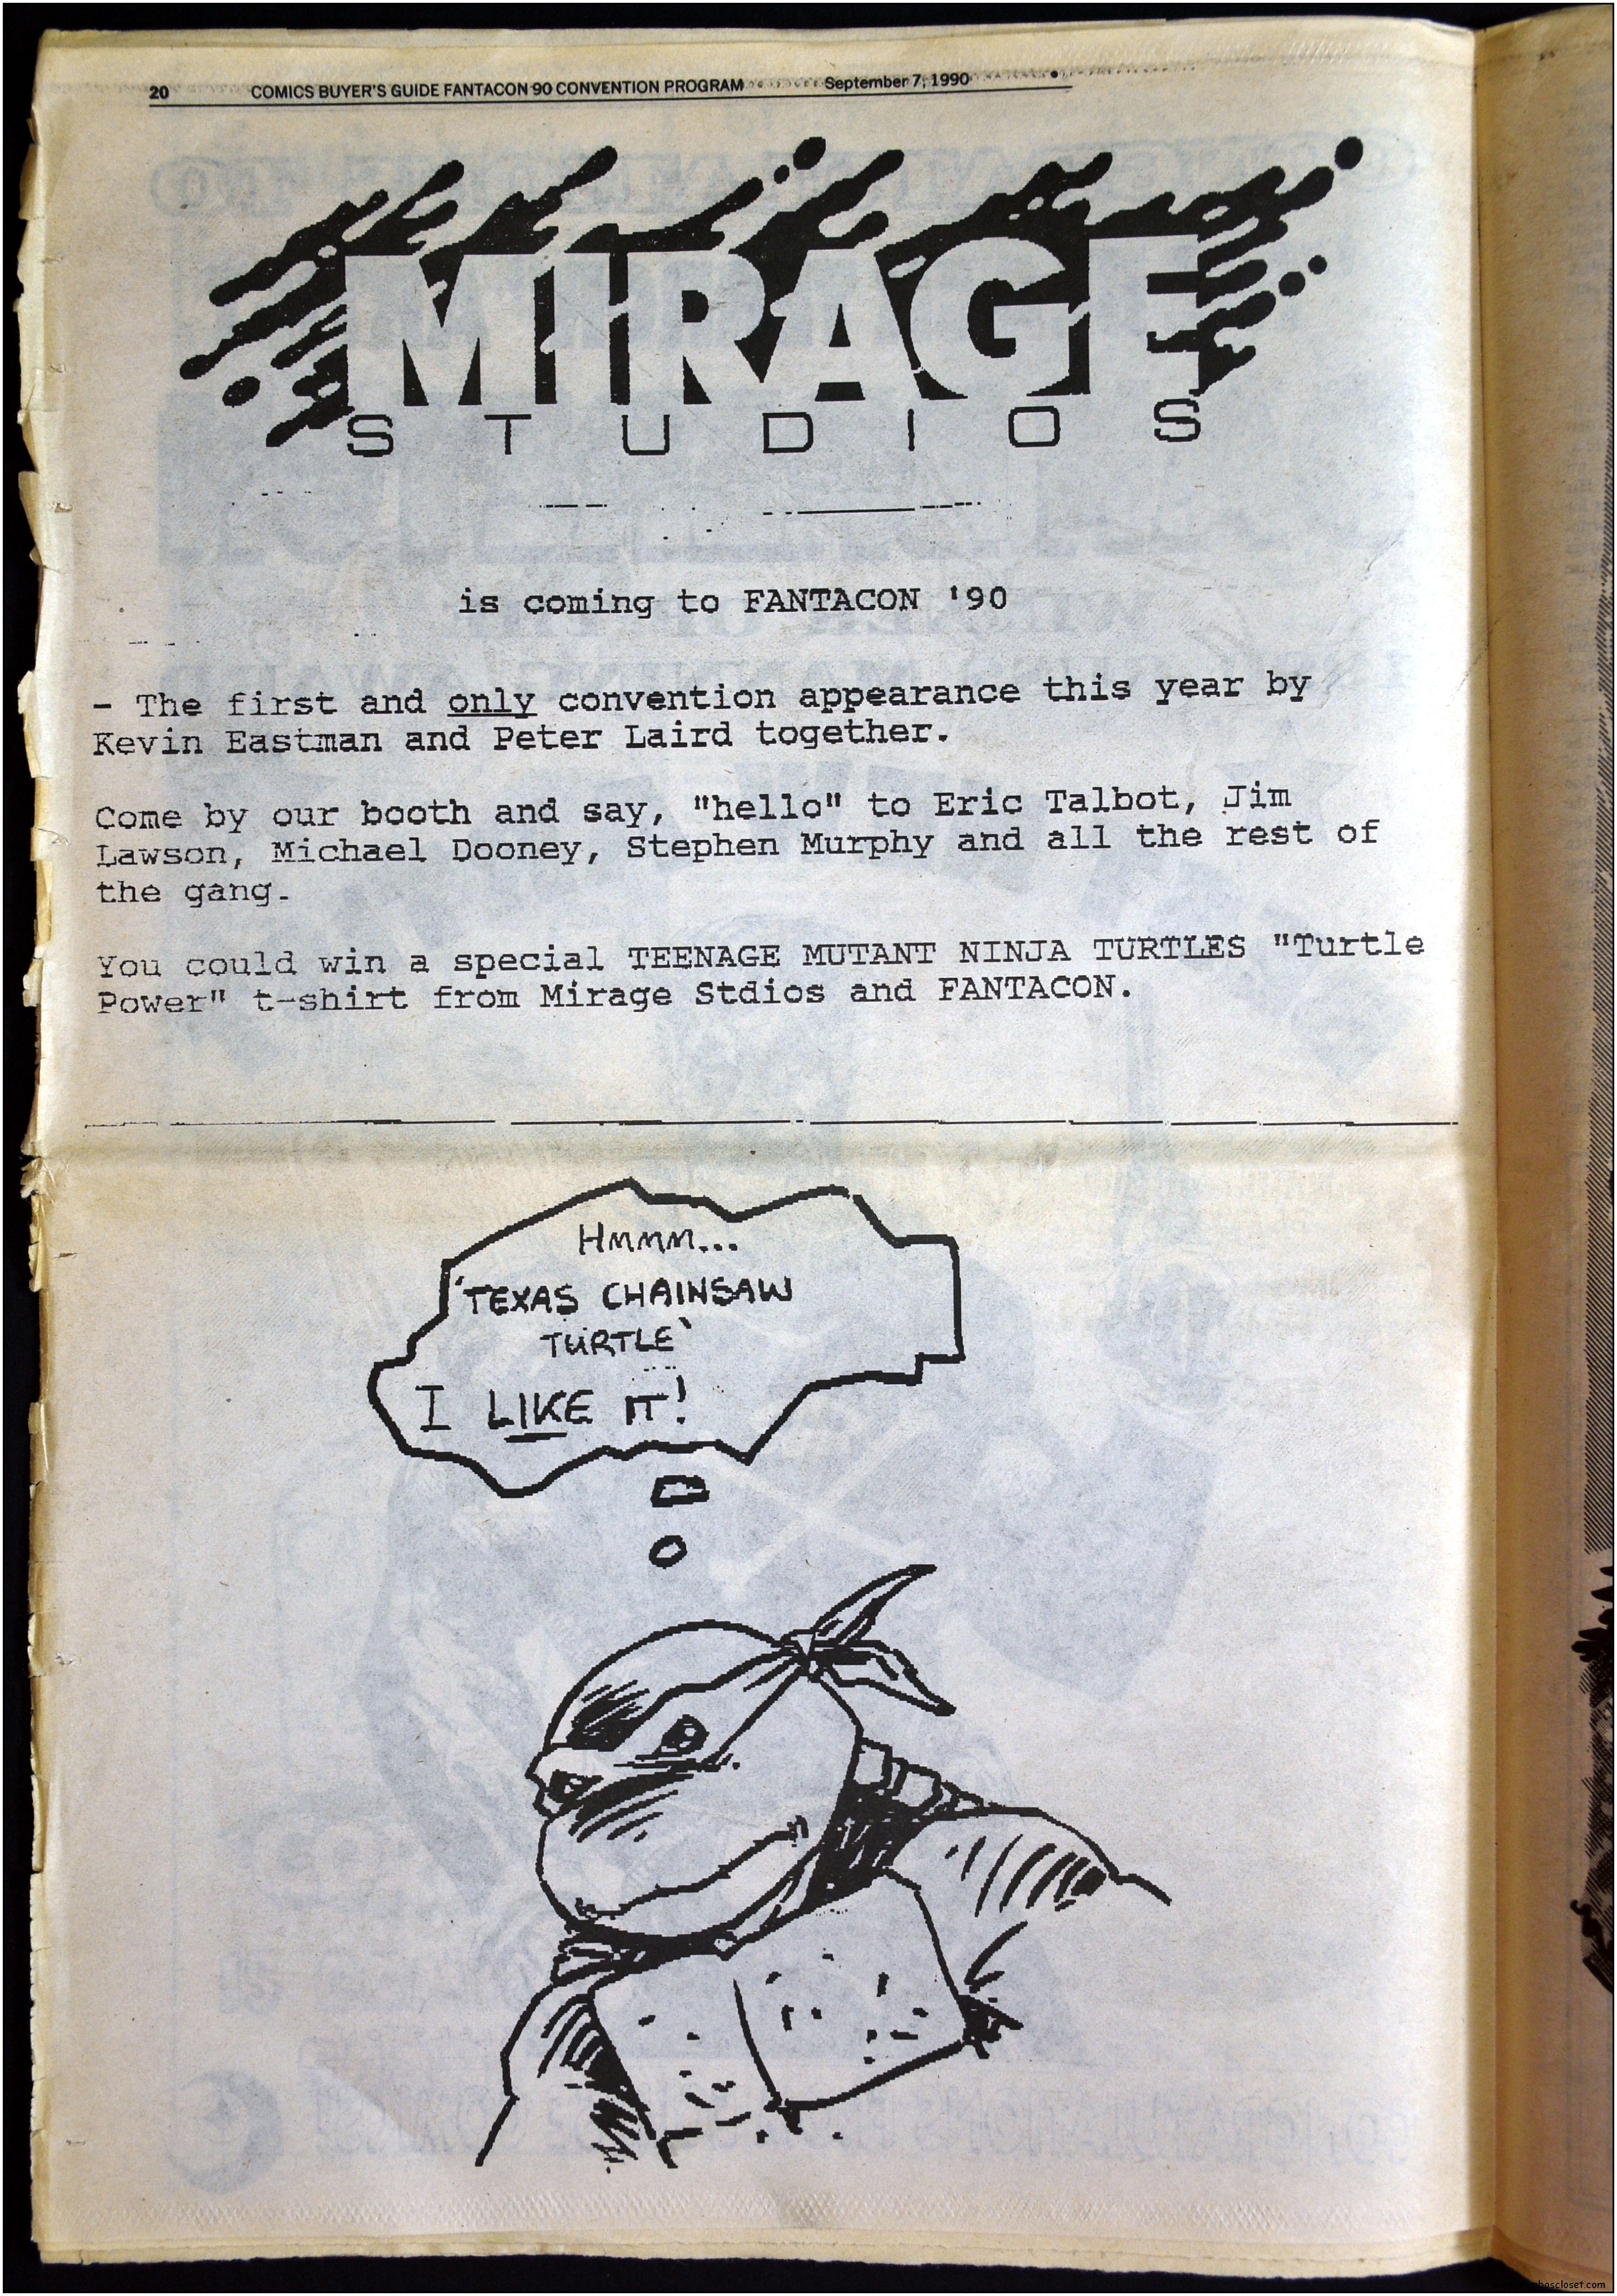 20 COMICS BUYER'S GUIDE FANTACON 90 CONVENTION PROGRAM September 7, 1990
MIRAGE
STUDIOS
is coming to FANTACON '90
- The first and only convention appearance this year by
Kevin Eastman and Peter Laird together.
Come by our booth and say, "hello" to Eric Talbot, Jim
Lawson, Michael Dooney, Stephen Murphy and all the rest of
the gang.
You could win a special TEENAGE MUTANT NINJA TURTLES "Turtle
Power" t-shirt from Mirage Stdios and FANTACON.
HMMM...
'TEXAS CHAINSAW
TURTLE'
I LIKE IT!